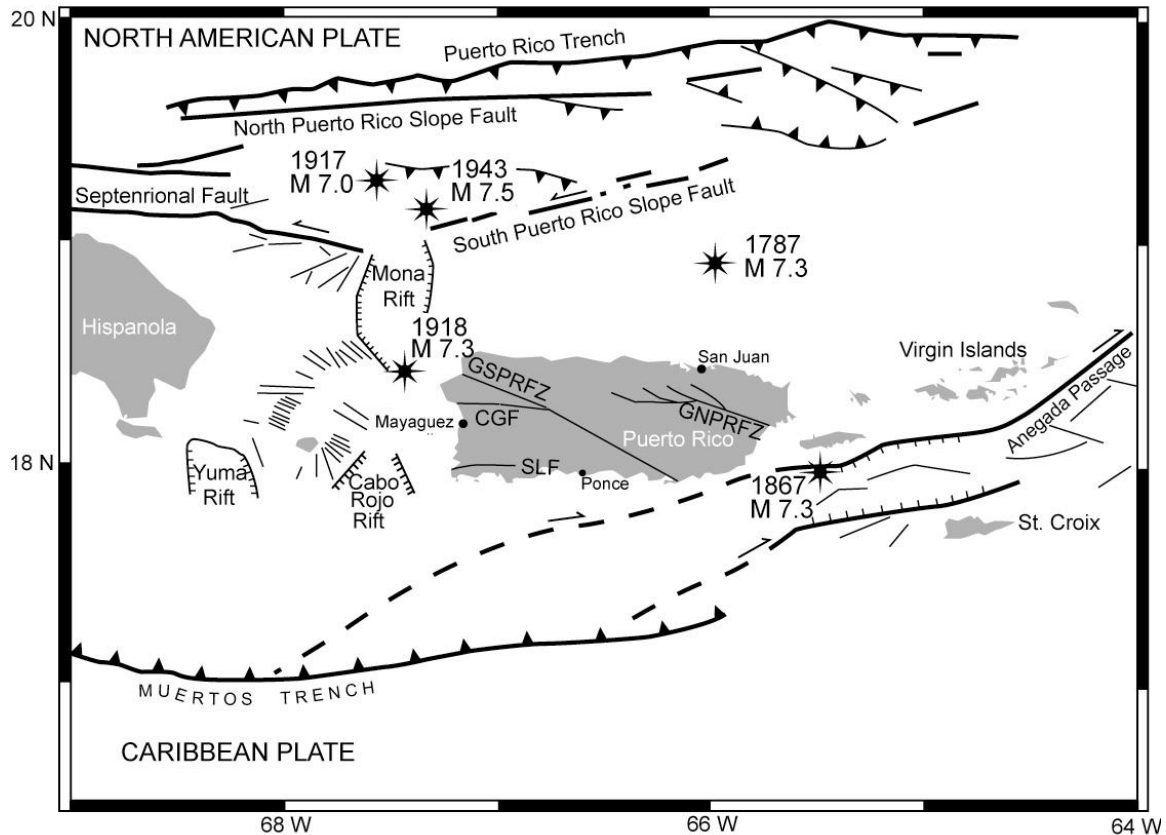 20 N
NORTH AMERICAN PLATE
Puerto Rico Trench
North Puerto Rico Slope Fault
1917
M 7.0
1943
M 7.5
Septenrional Fault
South Puerto Rico Slope Fault
1787
M 7.3
Mona
Rift
Hispanola
1918
M 7.3
San Juan
Virgin Islands
GSPRFZ
GNPRFZ
Anegada Passage
Mayaguez
CGF
Puerto Rico
18 N
SLF
Yuma
Rift
Cabo
Rojo
Rift
Ponce
1867
M 7.3
St. Croix
MUERTOS TRENCH
CARIBBEAN PLATE
68 W
66 W
64 W